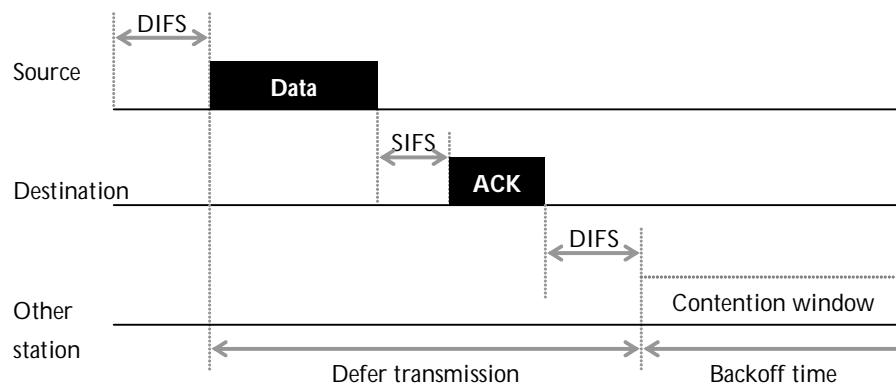 DIFS
Source
Data
SIFS
ACK
Destination
DIFS
Contention window
Other
station
Defer transmission
Backoff time